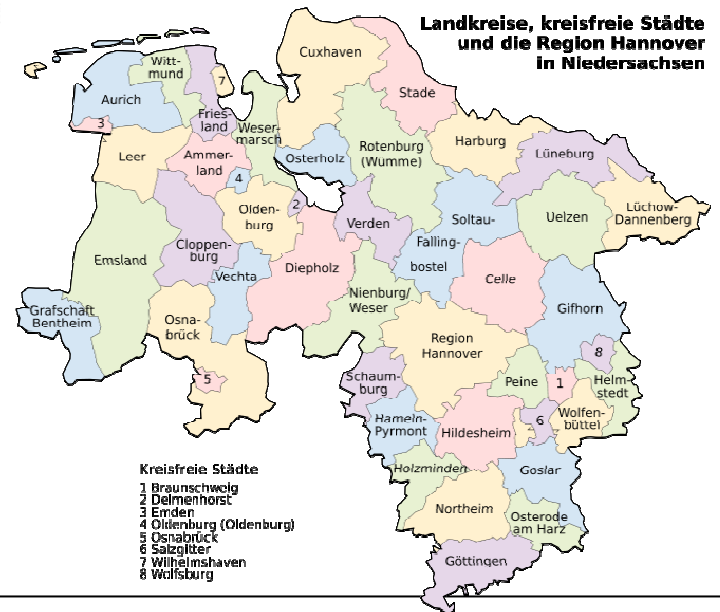 Landkreise, kreisfreie Städte
und die Region Hannover
in Niedersachsen
Cuxhaven
Stade
Witt-
mund
7
Aurich
3
Fries-
land
Weser-
marsch
Leer
Ammer-
land
4
Osterholz
Rotenburg
(Wumme)
Harburg
Lüneburg
2
Olden-
burg
Verden
Soltau-
Falling-
bostel
Uelzen
Lüchow-
Dannenberg
Emsland
Cloppen-
burg
Vechta
Diepholz
Celle
Nienburg/
Weser
Gifhorn
Grafschaft
Bentheim
Osna-
brück
5
Region
Hannover
8
Schaum-
burg
Peine
1
Helm-
stedt
Hameln-
Pyrmont
Hildesheim
6
Wolfen-
büttel
Holzminden
Goslar
Northeim
Osterode
am Harz
Göttingen
Kreisfreie Städte
1 Braunschweig
2 Delmenhorst
3 Emden
4 Oldenburg (Oldenburg)
5 Osnabrück
6 Salzgitter
7 Wilhelmshaven
8 Wolfsburg